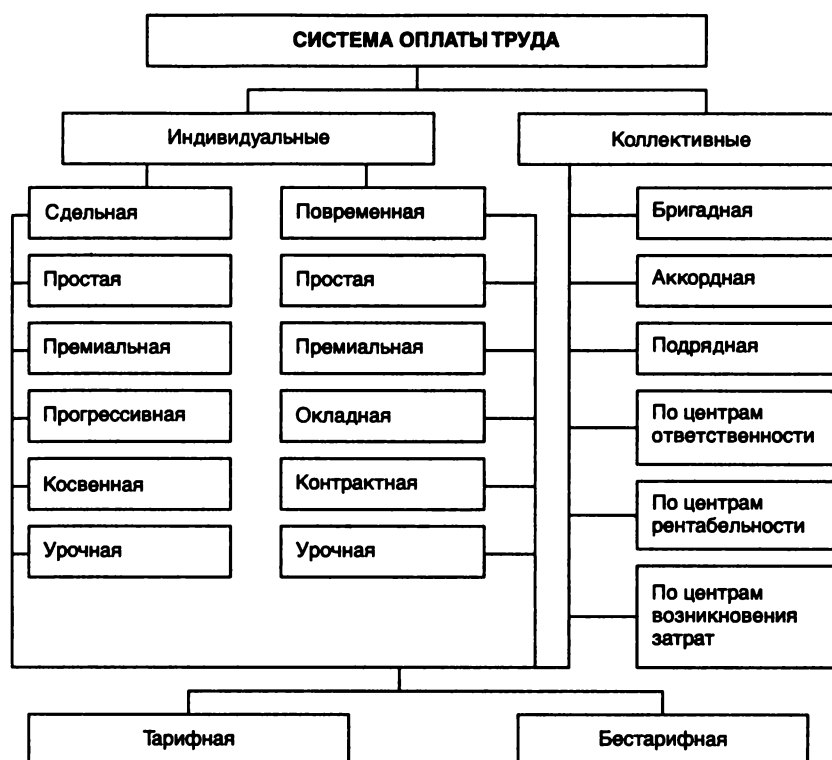 СИСТЕМА ОПЛАТЫ ТРУДА
Индивидуальные
Коллективные
Сдельная
Простая
Премиальная
Прогрессивная
Косвенная
Урочная
Повременная
Простая
Премиальная
Окладная
Контрактная
Урочная
Бригадная
Аккордная
Подрядная
По центрам
ответственности
По центрам
рентабельности
По центрам
возникновения
затрат
Тарифная
Бестарифная